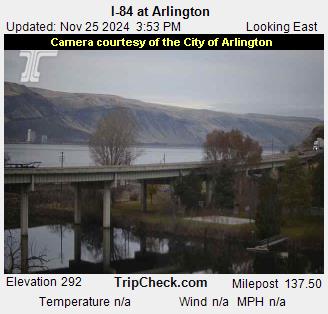 I-84 at Arlington
Updated: Nov 25 2024 3:53 PM Looking East
Camera courtesy of the City of Arlington
Elevation 292 TripCheck.com Milepost 137.50
Temperature n/a Wind n/a MPH n/a